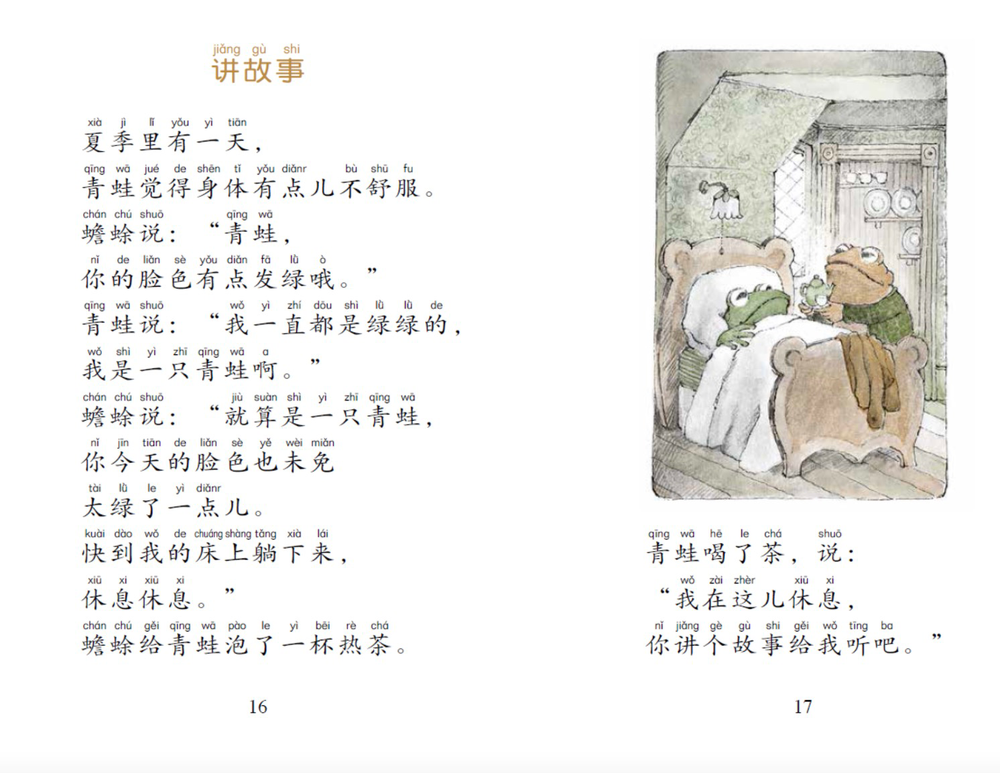 jiǎng gù shi
讲故事
xià jì lǐ yǒu yì tiān
夏季里有一天，
qīng wā jué de shēn tǐ yǒu diǎnr bù shū fu
青蛙觉得身体有点儿不舒服。
chán chú shuō qīng wā
蟾蜍说：“青蛙，
nǐ de liǎn sè yǒu diǎn fā lǜ ò
你的脸色有点发绿哦。”
qīng wā shuō wǒ yì zhí dōu shì lǜ lǜ de
青蛙说：“我一直都是绿绿的，
wǒ shì yì zhī qīng wā a
我是一只青蛙啊。”
chán chú shuō jiù suàn shì yì zhī qīng wā
蟾蜍说：“就算是一只青蛙，
nǐ jīn tiān de liǎn sè yě wèi miǎn
你今天的脸色也未免
tài lǜ le yì diǎnr
太绿了一点儿。
kuài dào wǒ de chuáng shàng tǎng xià lái
快到我的床上躺下来，
xiū xi xiū xi
休息休息。”
chán chú gěi qīng wā pào le yì bēi rè chá
蟾蜍给青蛙泡了一杯热茶。
16
qīng wā hē le chá shuō
青蛙喝了茶，说：
wǒ zài zhèr xiū xi
“我在这儿休息，
nǐ jiǎng gè gù shi gěi wǒ tīng ba
你讲个故事给我听吧。”
17